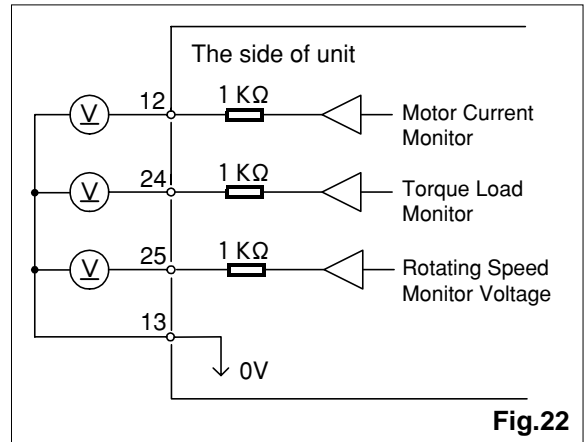 The side of unit
12
1 KΩ
Motor Current
Monitor
V
24
1 KΩ
Torque Load
Monitor
V
25
1 KΩ
Rotating Speed
Monitor Voltage
V
13
0V
Fig.22